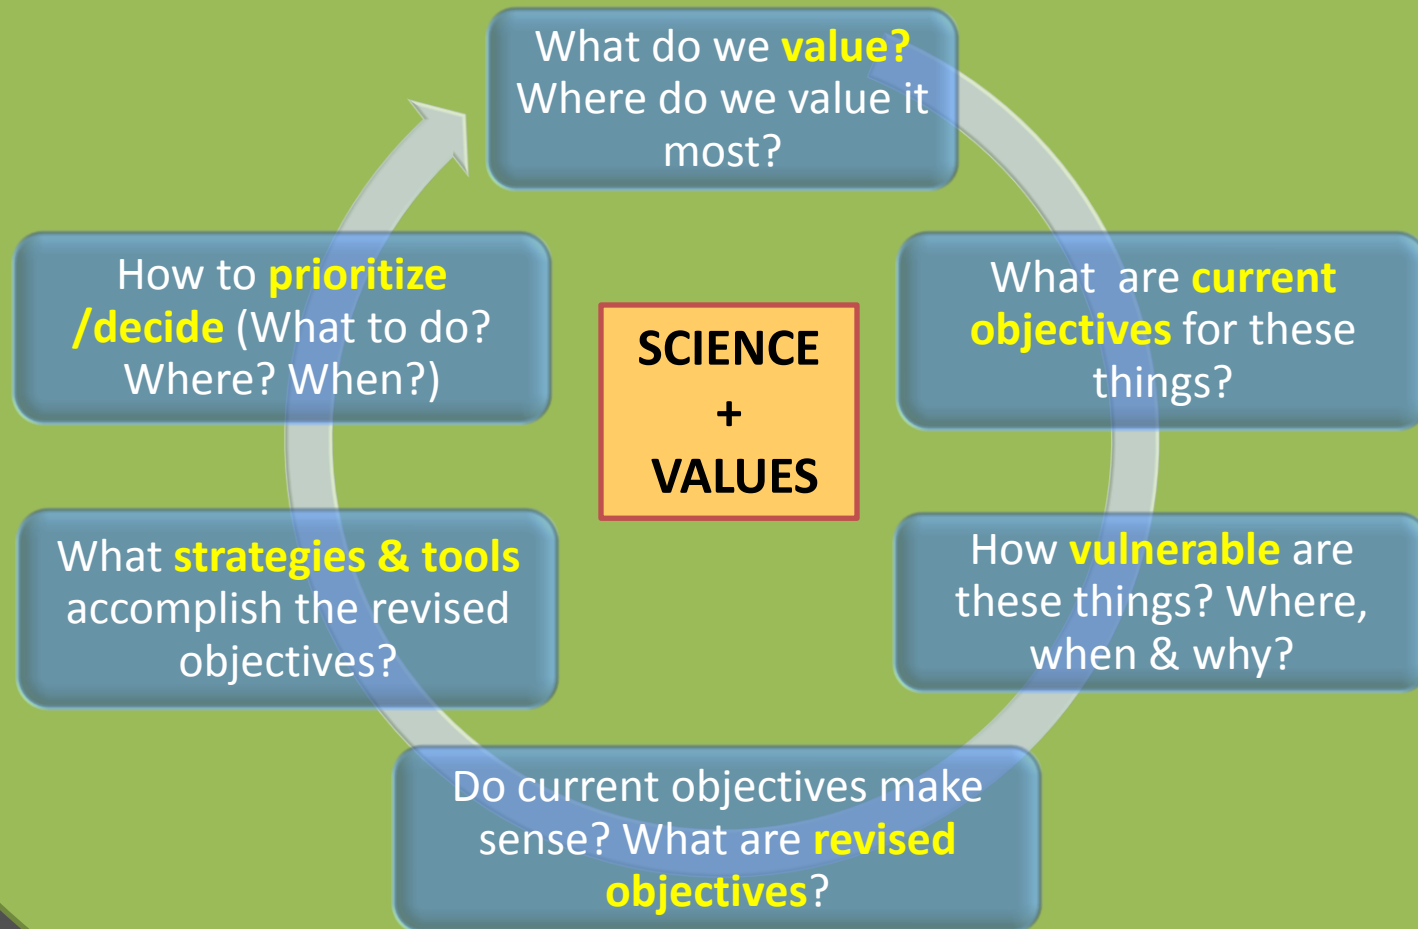 What do we value?
Where do we value it
most?
What  are current
objectives for these
things?
How vulnerable are
these things? Where,
when & why?
Do current objectives make
sense? What are revised
objectives?
What strategies & tools
accomplish the revised
objectives?
How to prioritize
/decide (What to do?
Where? When?)
SCIENCE
+
VALUES